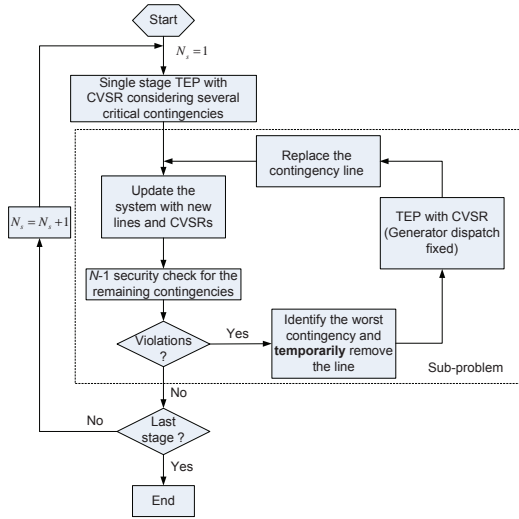 Start
N_s = 1
Single stage TEP with
CVSR considering several
critical contingencies
Replace the
contingency line
Update the
system with new
lines and CVSRs
TEP with CVSR
(Generator dispatch
fixed)
N_s = N_s+1
N-1 security check for the
remaining contingencies
Violations
?
Yes
Identify the worst
contingency and
temporarily remove
the line
Sub-problem
No
No
Last
stage ?
Yes
End